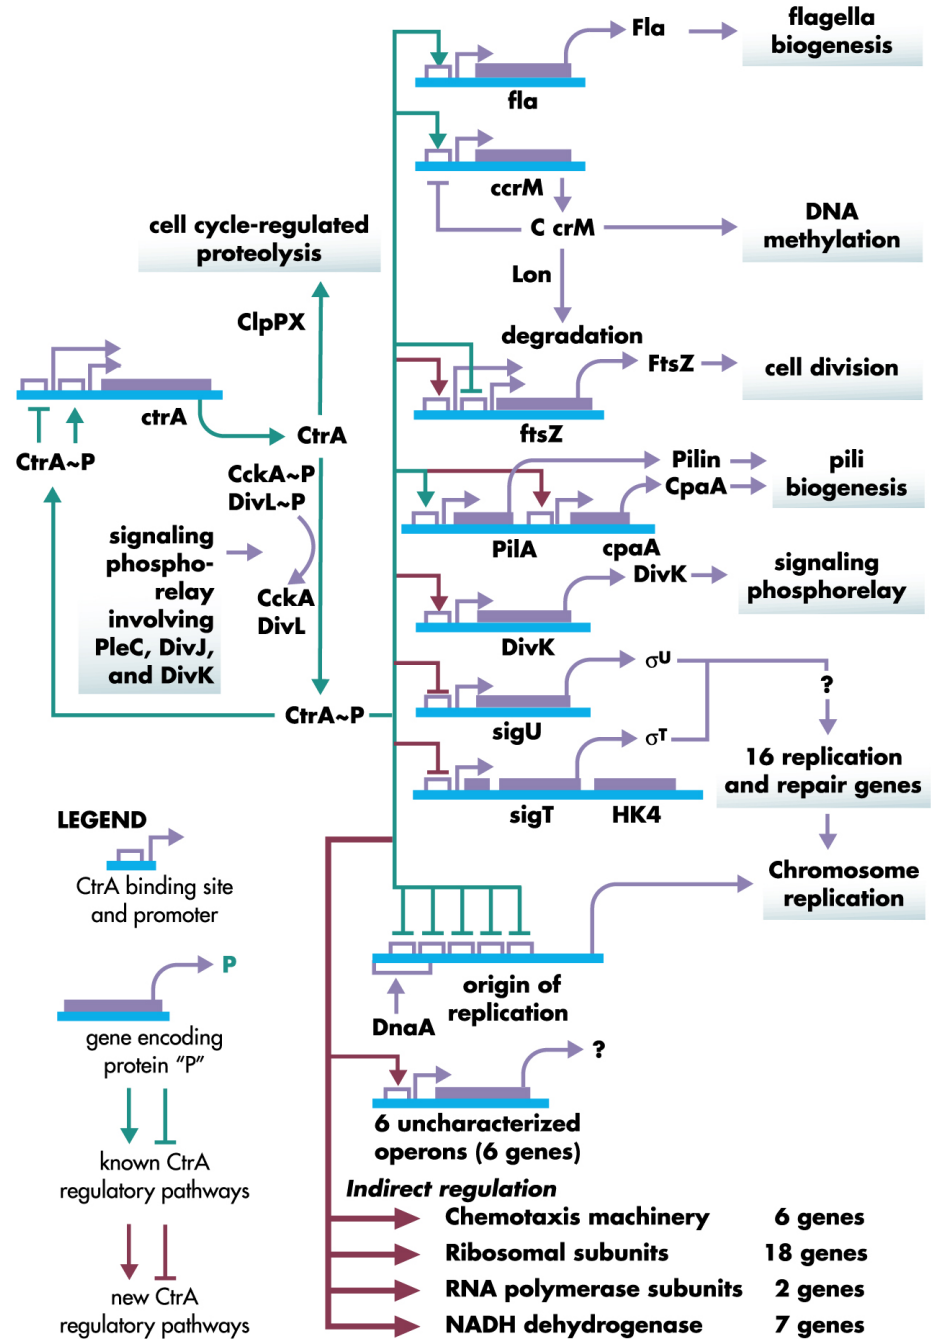 Fla
flagella
biogenesis
fla
ccrM
C crM
DNA
methylation
Lon
degradation
cell cycle-regulated
proteolysis
ClpPX
FtsZ
cell division
ftsZ
ctrA
CtrA
CtrA~P
CckA~P
DivL~P
signaling
phospho-
relay
involving
PleC, DivJ,
and DivK
CckA
DivL
CtrA~P
Pilin
CpaA
pili
biogenesis
PilA
cpaA
DivK
signaling
phosphorelay
DivK
σU
?
sigU
σT
16 replication
and repair genes
sigT
HK4
Chromosome
replication
origin of
replication
DnaA
?
6 uncharacterized
operons (6 genes)
Indirect regulation
Chemotaxis machinery 6 genes
Ribosomal subunits 18 genes
RNA polymerase subunits 2 genes
NADH dehydrogenase 7 genes
LEGEND
CtrA binding site
and promoter
P
gene encoding
protein “P”
known CtrA
regulatory pathways
new CtrA
regulatory pathways